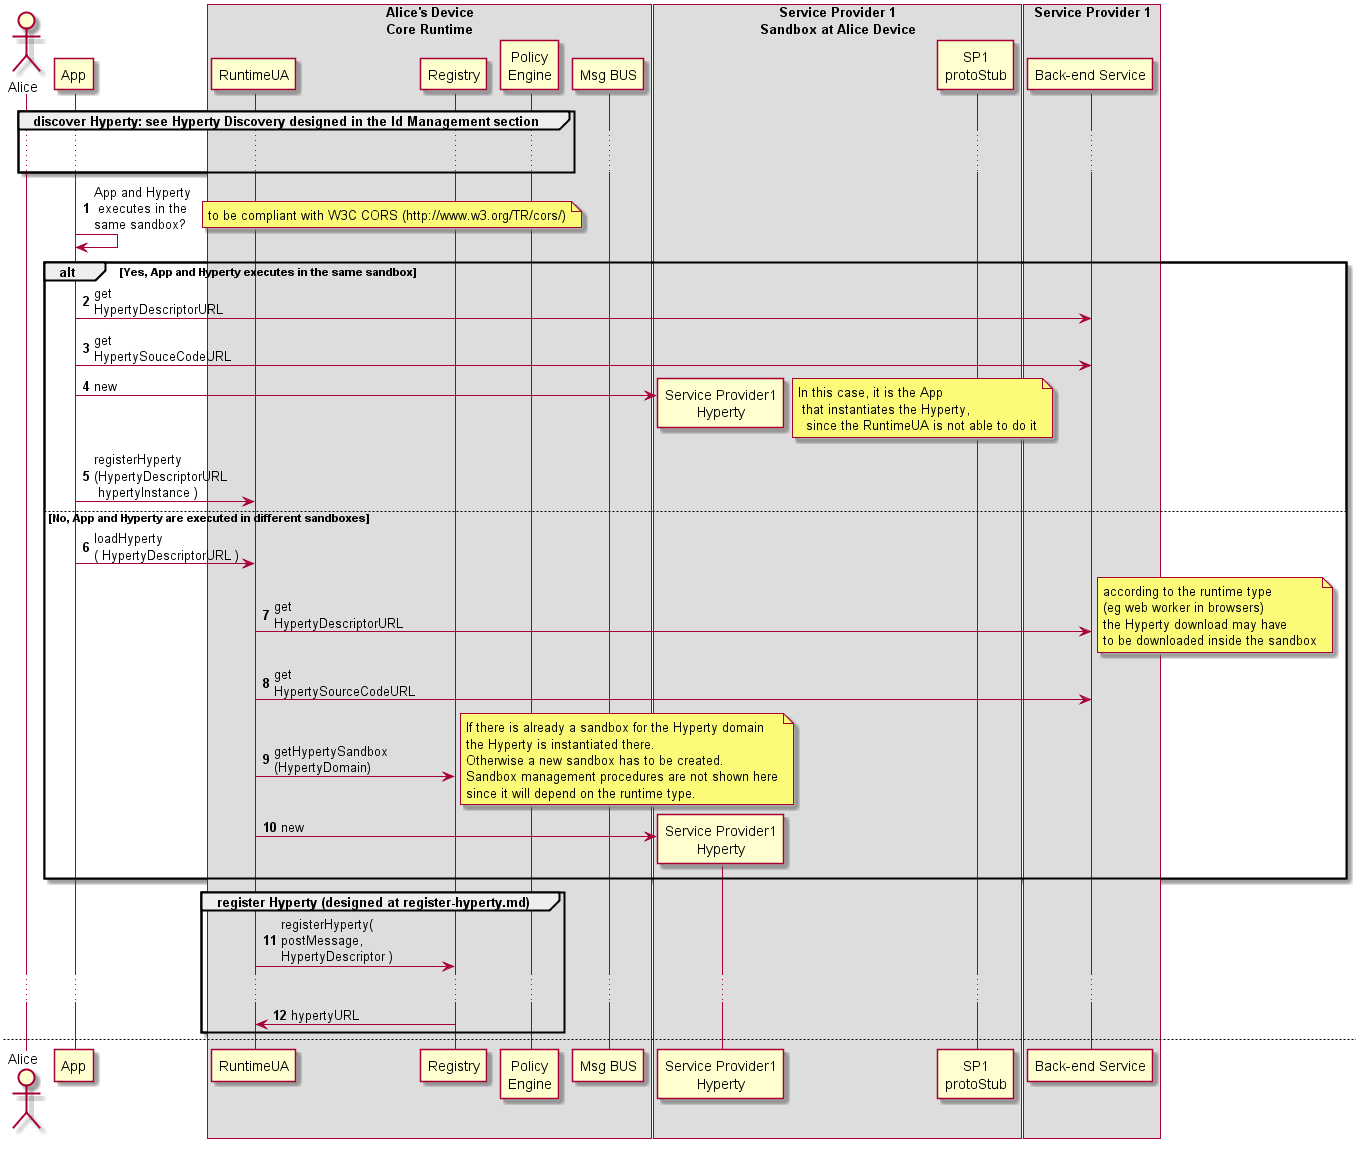 Alice's Device
Core Runtime
Service Provider 1
Sandbox at Alice Device
Service Provider 1
Alice
App
RuntimeUA
Registry
Policy
Engine
Msg BUS
SP1
protoStub
Back-end Service
discover Hyperty: see Hyperty Discovery designed in the Id Management section
1 App and Hyperty
executes in the
same sandbox?
to be compliant with W3C CORS (http://www.w3.org/TR/cors/)
alt [Yes, App and Hyperty executes in the same sandbox]
2 get
HypertyDescriptorURL
3 get
HypertySouceCodeURL
4 new
Service Provider1
Hyperty
In this case, it is the App
that instantiates the Hyperty,
since the RuntimeUA is not able to do it
5 registerHyperty
(HypertyDescriptorURL
hypertyInstance )
[No, App and Hyperty are executed in different sandboxes]
6 loadHyperty
( HypertyDescriptorURL )
7 get
HypertyDescriptorURL
according to the runtime type
(eg web worker in browsers)
the Hyperty download may have
to be downloaded inside the sandbox
8 get
HypertySourceCodeURL
9 getHypertySandbox
(HypertyDomain)
If there is already a sandbox for the Hyperty domain
the Hyperty is instantiated there.
Otherwise a new sandbox has to be created.
Sandbox management procedures are not shown here
since it will depend on the runtime type.
10 new
Service Provider1
Hyperty
register Hyperty (designed at register-hyperty.md)
11 registerHyperty(
postMessage,
HypertyDescriptor )
12 hypertyURL
Alice
App
RuntimeUA
Registry
Policy
Engine
Msg BUS
Service Provider1
Hyperty
SP1
protoStub
Back-end Service